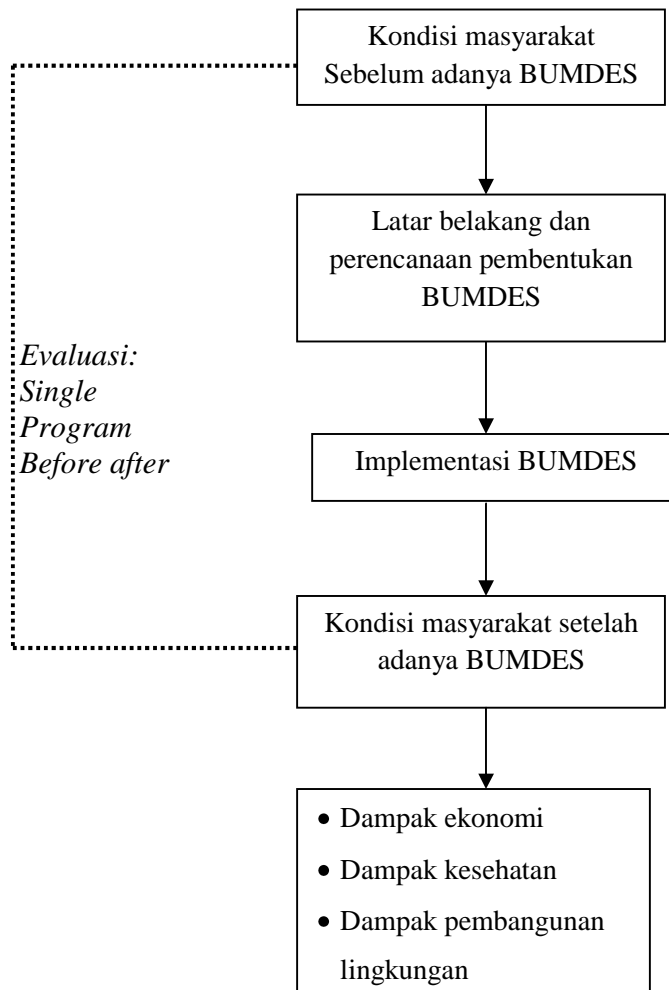 Kondisi masyarakat
Sebelum adanya BUMDES
Latar belakang dan
perencanaan pembentukan
BUMDES
Evaluasi:
Single
Program
Before after
Implementasi BUMDES
Kondisi masyarakat setelah
adanya BUMDES
• Dampak ekonomi
• Dampak kesehatan
• Dampak pembangunan
lingkungan